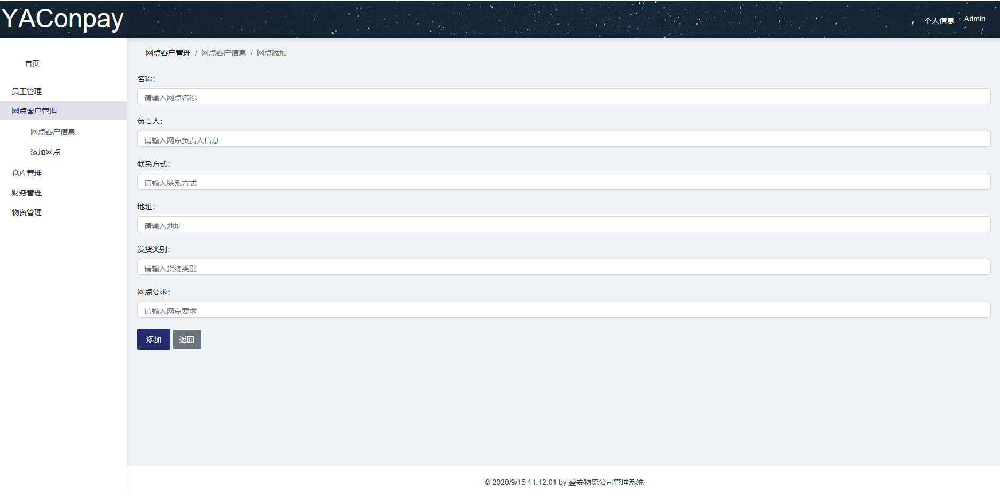 YAConpay
个人信息 Admin
首页
员工管理
网点客户管理
网点客户信息
添加网点
仓库管理
财务管理
物资管理
网点客户管理 / 网点客户信息 / 网点添加
名称：
请输入网点名称
负责人：
请输入网点负责人信息
联系方式：
请输入联系方式
地址：
请输入地址
发货类别：
请输入货物类别
网点要求：
请输入网点要求
添加 返回
© 2020/9/15 11:12:01 by 盈安物流公司管理系统